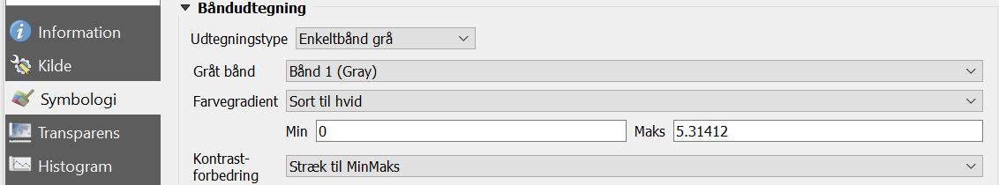 Information
Kilde
Symbologi
Transparens
Histogram
Båndudtegning
Udtegningstype Enkeltbånd grå
Gråt bånd Bånd 1 (Gray)
Farvegradient Sort til hvid
Min 0 Maks 5.31412
Kontrast-
forbedring Stræk til MinMaks